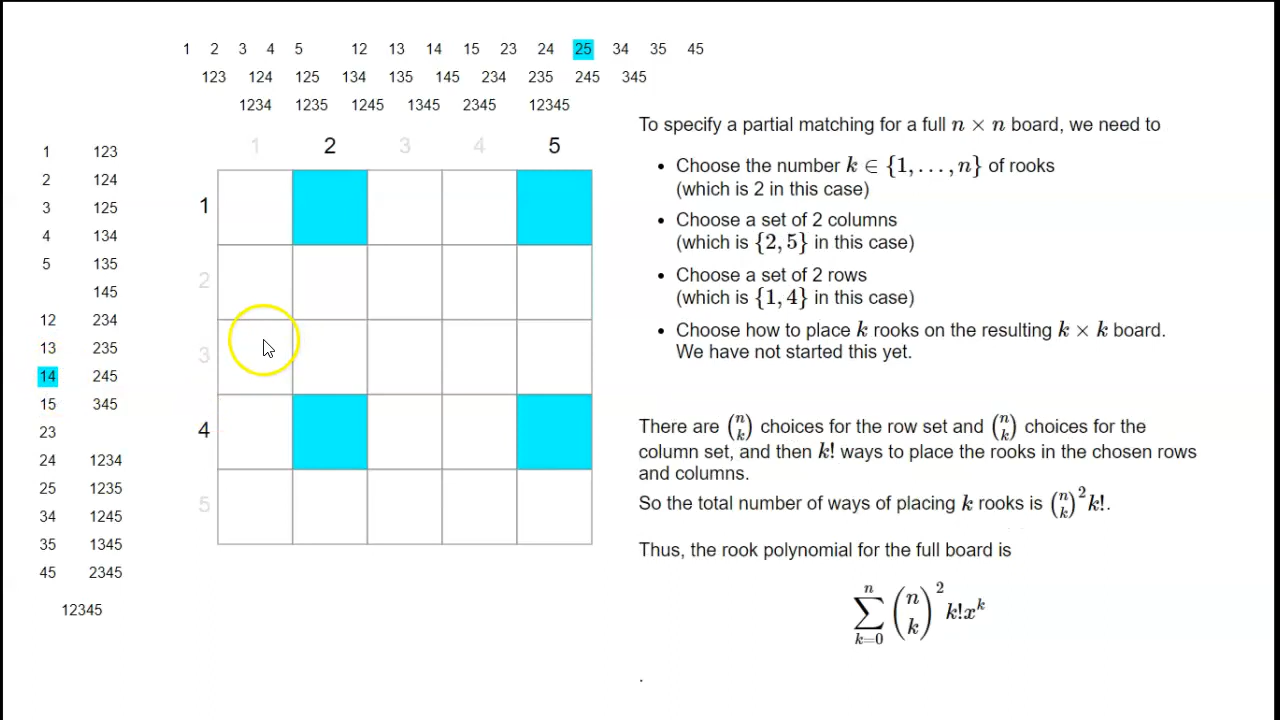 1 2 3 4 5 12 13 14 15 23 24 25 34 35 45
123 124 125 134 135 145 234 235 245 345
1234 1235 1245 1345 2345 12345
1 2 3 4 5
1
2
3
4
5
1 123
2 124
3 125
4 134
5 135
145
12 234
13 235
14 245
15 345
23
24 1234
25 1235
34 1245
35 1345
45 2345
12345
To specify a partial matching for a full n × n board, we need to
• Choose the number k ∈ {1, . . . , n} of rooks
(which is 2 in this case)
• Choose a set of 2 columns
(which is {2, 5} in this case)
• Choose a set of 2 rows
(which is {1, 4} in this case)
• Choose how to place k rooks on the resulting k × k board.
We have not started this yet.
There are (n k) choices for the row set and (n k) choices for the
column set, and then k! ways to place the rooks in the chosen rows
and columns.
So the total number of ways of placing k rooks is (n k)² k!.
Thus, the rook polynomial for the full board is
∑_{k=0}^{n} (n k)² k! x^k
.